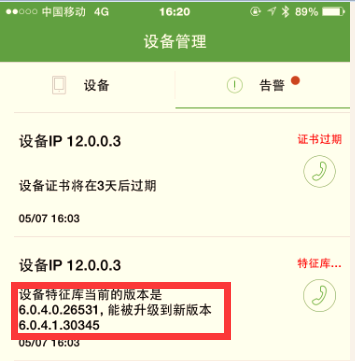 中国移动 4G 16:20 89%
设备管理
设备 告警
设备IP 12.0.0.3 证书过期
设备证书将在3天后过期
05/07 16:03
设备IP 12.0.0.3 特征库...
设备特征库当前的版本是
6.0.4.0.26531, 能被升级到新版本
6.0.4.1.30345
05/07 16:03